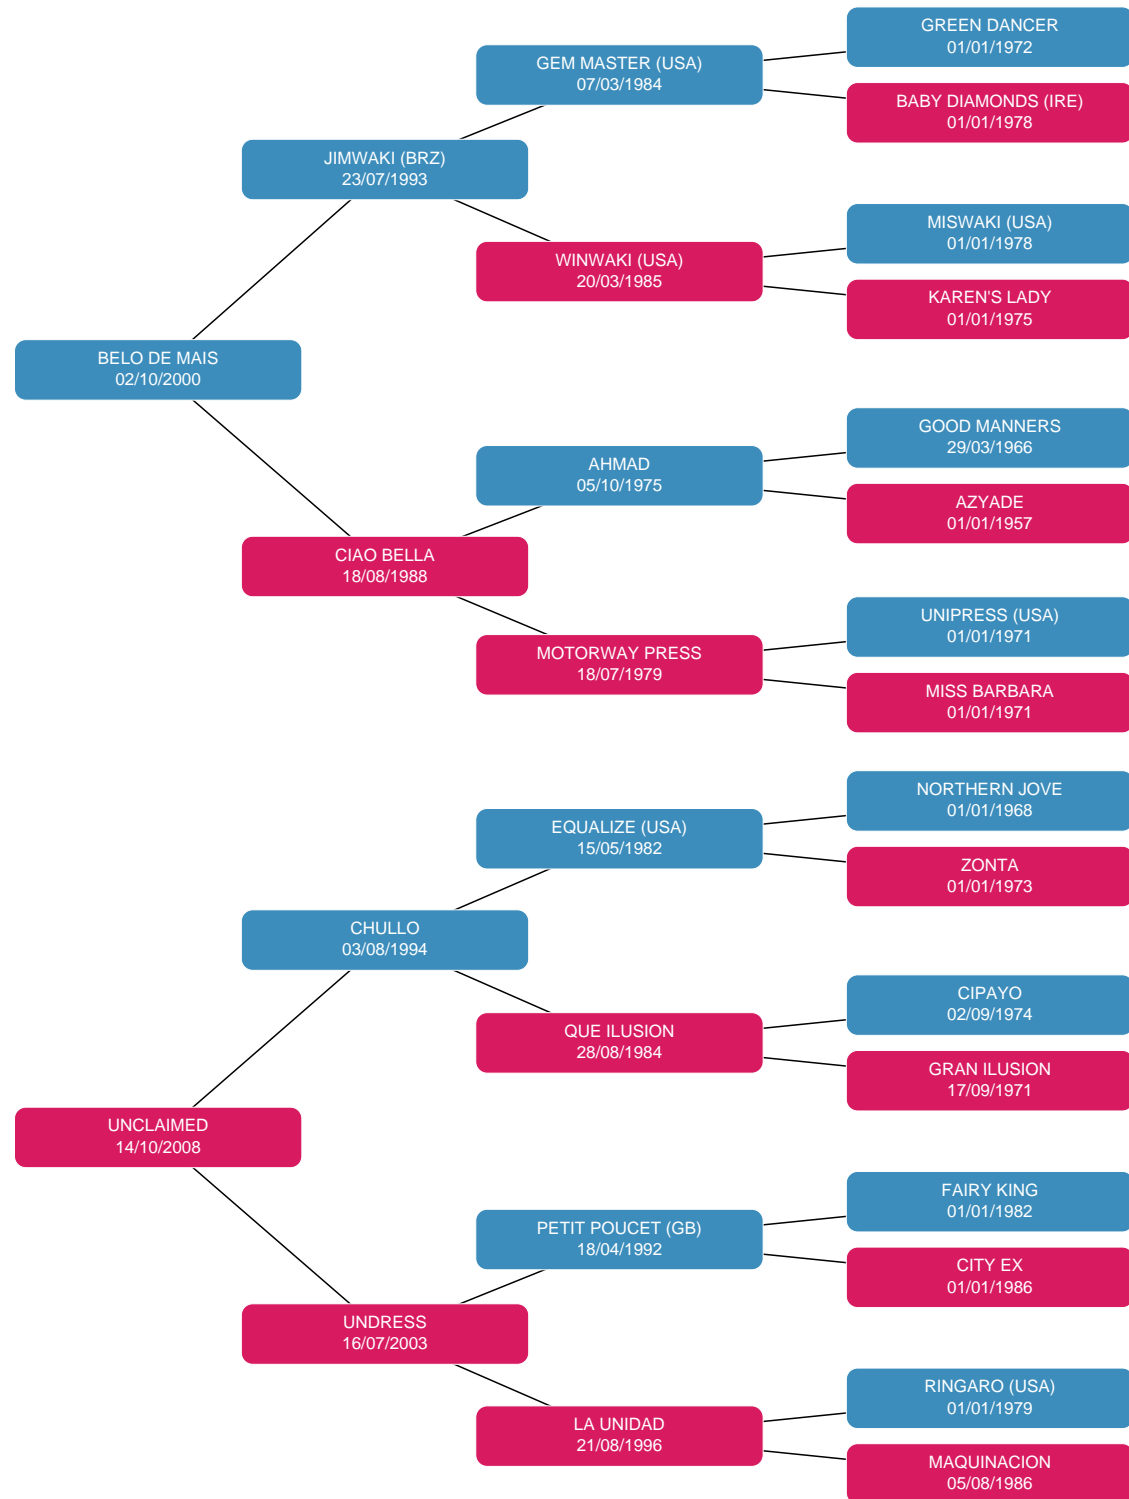 GREEN DANCER
01/01/1972
GEM MASTER (USA)
07/03/1984
BABY DIAMONDS (IRE)
01/01/1978
JIMWAKI (BRZ)
23/07/1993
MISWAKI (USA)
01/01/1978
WINWAKI (USA)
20/03/1985
KAREN'S LADY
01/01/1975
BELO DE MAIS
02/10/2000
GOOD MANNERS
29/03/1966
AHMAD
05/10/1975
AZYADE
01/01/1957
CIAO BELLA
18/08/1988
UNIPRESS (USA)
01/01/1971
MOTORWAY PRESS
18/07/1979
MISS BARBARA
01/01/1971
NORTHERN JOVE
01/01/1968
EQUALIZE (USA)
15/05/1982
ZONTA
01/01/1973
CHULLO
03/08/1994
CIPAYO
02/09/1974
QUE ILUSION
28/08/1984
GRAN ILUSION
17/09/1971
UNCLAIMED
14/10/2008
FAIRY KING
01/01/1982
PETIT POUCET (GB)
18/04/1992
CITY EX
01/01/1986
UNDRESS
16/07/2003
RINGARO (USA)
01/01/1979
LA UNIDAD
21/08/1996
MAQUINACION
05/08/1986